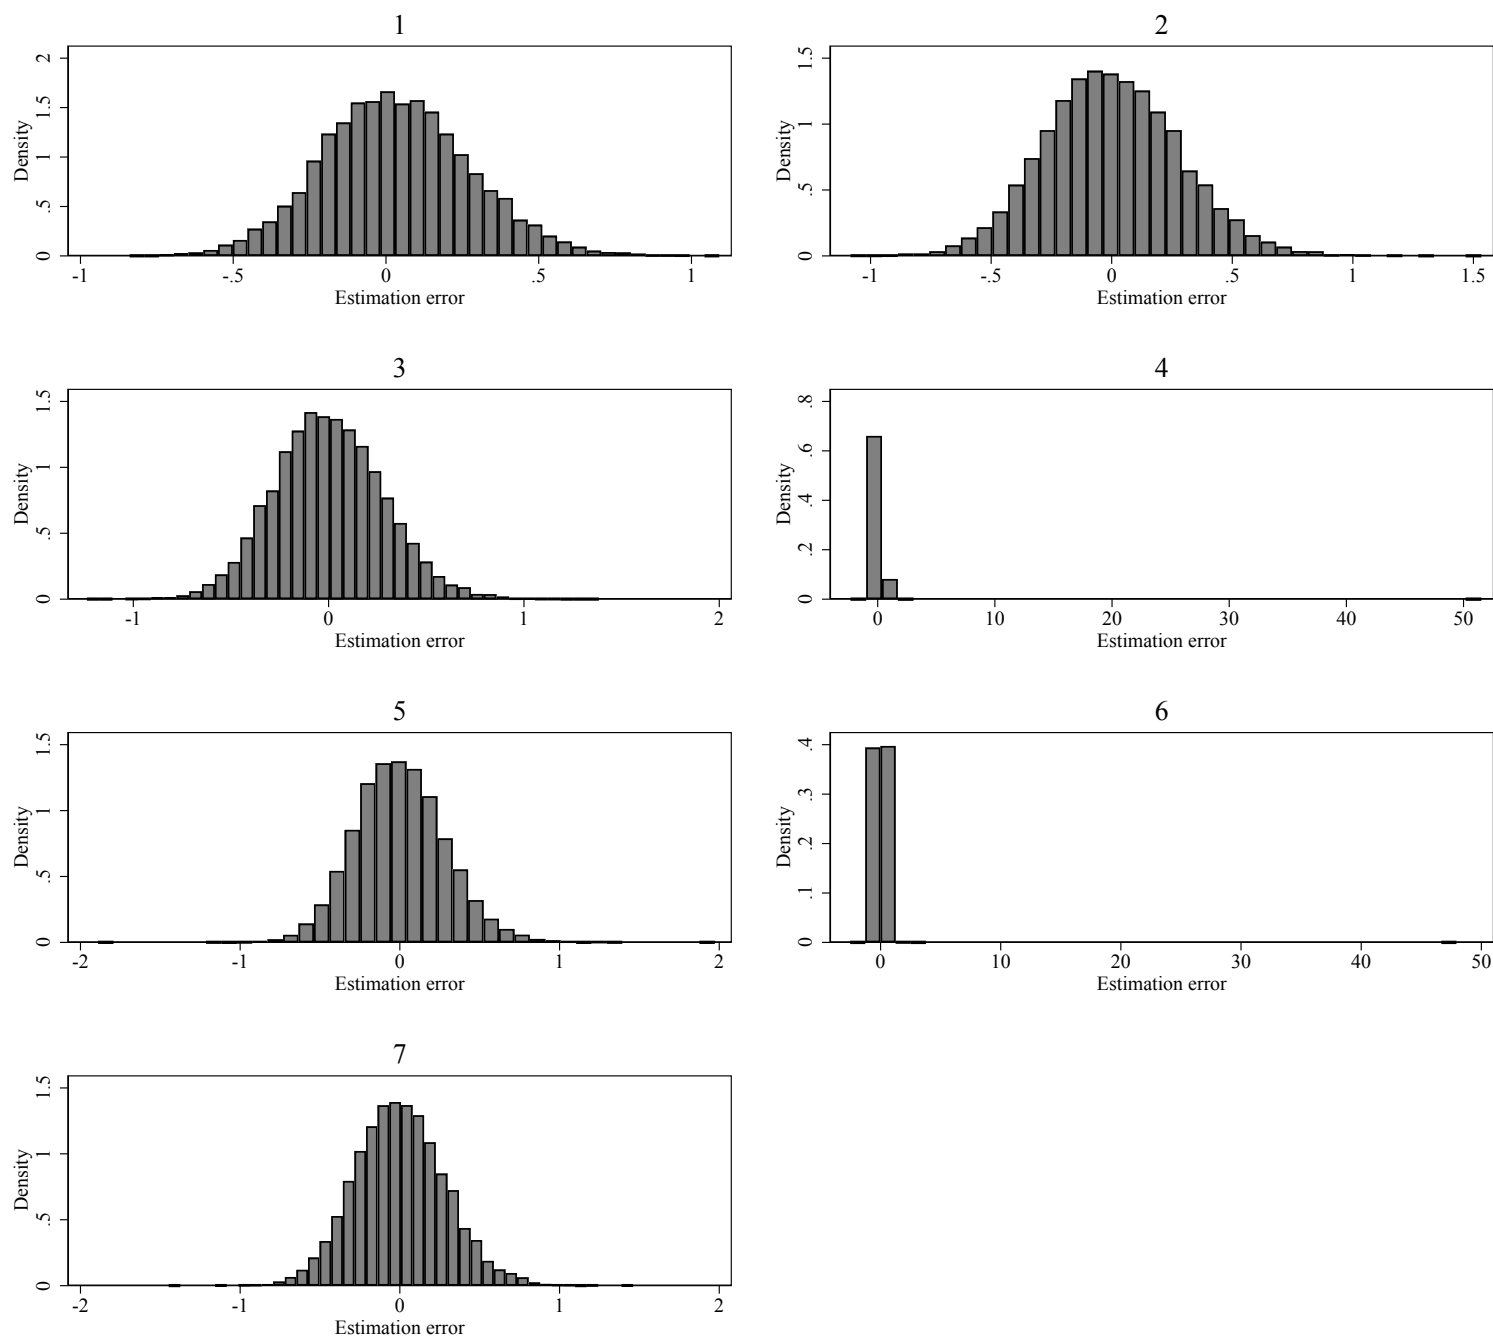 1
2
Density
0 .5 1 1.5 2
-1 -.5 0 .5 1
Estimation error
Density
0 .5 1 1.5
-1 -.5 0 .5 1 1.5
Estimation error
3
4
Density
0 .5 1 1.5
-1 0 1 2
Estimation error
Density
0 .2 .4 .6 .8
0 10 20 30 40 50
Estimation error
5
6
Density
0 .5 1 1.5
-2 -1 0 1 2
Estimation error
Density
0 .1 .2 .3 .4
0 10 20 30 40 50
Estimation error
7
Density
0 .5 1 1.5
-2 -1 0 1 2
Estimation error